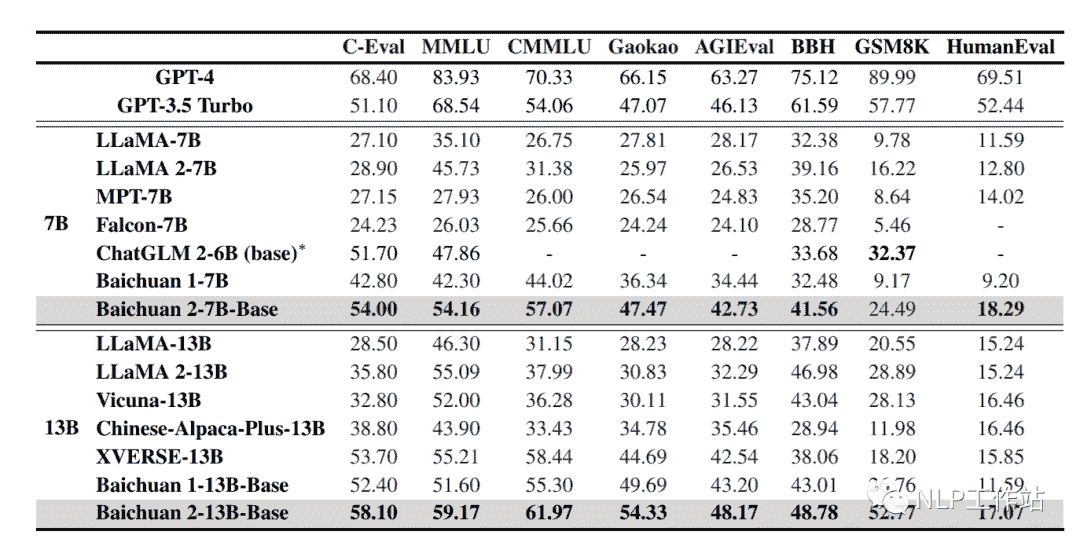 C-Eval MMLU CMMLU Gaokao AGIEval BBH GSM8K HumanEval
GPT-4 68.40 83.93 70.33 66.15 63.27 75.12 89.99 69.51
GPT-3.5 Turbo 51.10 68.54 54.06 47.07 46.13 61.59 57.77 52.44
LLaMA-7B 27.10 35.10 26.75 27.81 28.17 32.38 9.78 11.59
LLaMA 2-7B 28.90 45.73 31.38 25.97 26.53 39.16 16.22 12.80
MPT-7B 27.15 27.93 26.00 26.54 24.83 35.20 8.64 14.02
7B Falcon-7B 24.23 26.03 25.66 24.24 24.10 28.77 5.46 -
ChatGLM 2-6B (base)* 51.70 47.86 - - - 33.68 32.37 -
Baichuan 1-7B 42.80 42.30 44.02 36.34 34.44 32.48 9.17 9.20
Baichuan 2-7B-Base 54.00 54.16 57.07 47.47 42.73 41.56 24.49 18.29
LLaMA-13B 28.50 46.30 31.15 28.23 28.22 37.89 20.55 15.24
LLaMA 2-13B 35.80 55.09 37.99 30.83 32.29 46.98 28.89 15.24
Vicuna-13B 32.80 52.00 36.28 30.11 31.55 43.04 28.13 16.46
13B Chinese-Alpaca-Plus-13B 38.80 43.90 33.43 34.78 35.46 28.94 11.98 16.46
XVERSE-13B 53.70 55.21 58.44 44.69 42.54 38.06 18.20 15.85
Baichuan 1-13B-Base 52.40 51.60 55.30 49.69 43.20 43.01 11.59
Baichuan 2-13B-Base 58.10 59.17 61.97 54.33 48.17 48.78 52.77 17.07
NLP工作站